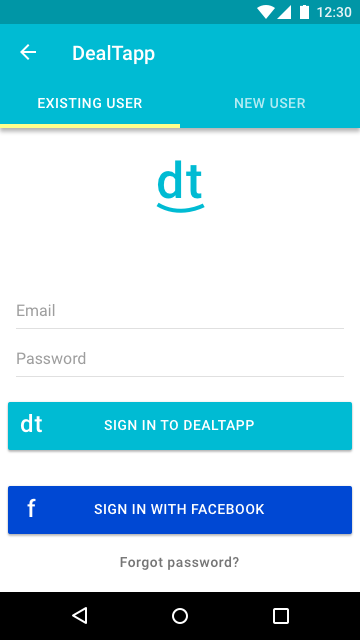 12:30
DealTapp
EXISTING USER NEW USER
dt
Email
Password
dt SIGN IN TO DEALTAPP
f SIGN IN WITH FACEBOOK
Forgot password?